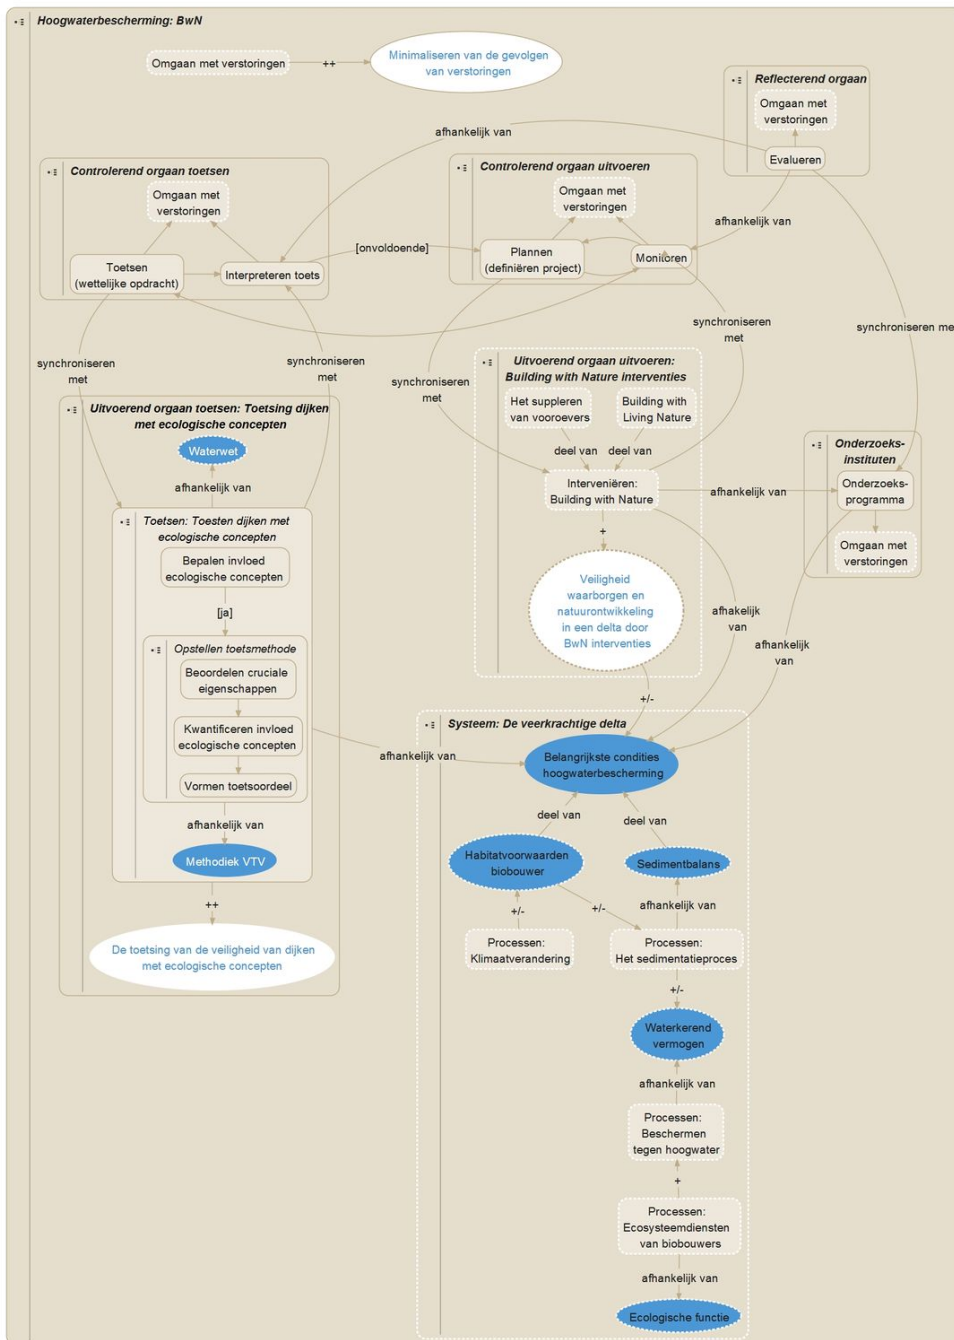 Hoogwaterbescherming: BwN
Omgaan met verstoringen
++
Minimaliseren van de gevolgen
van verstoringen
Reflecterend orgaan
Omgaan met
verstoringen
Evalueren
afhankelijk van
Controlerend orgaan toetsen
Omgaan met
verstoringen
Toetsen
(wettelijke opdracht)
Interpreteren toets
[onvoldoende]
Controlerend orgaan uitvoeren
Omgaan met
verstoringen
Plannen
(definiëren project)
Monitoren
afhankelijk van
synchroniseren
met
synchroniseren
met
synchroniseren
met
synchroniseren
met
synchroniseren me
Uitvoerend orgaan toetsen: Toetsing dijken
met ecologische concepten
Waterwet
afhankelijk van
Toetsen: Toesten dijken met
ecologische concepten
Bepalen invloed
ecologische concepten
[ja]
Opstellen toetsmethode
Beoordelen cruciale
eigenschappen
Kwantificeren invloed
ecologische concepten
Vormen toetsoordeel
afhankelijk van
Methodiek VTV
++
De toetsing van de veiligheid van dijken
met ecologische concepten
Uitvoerend orgaan uitvoeren:
Building with Nature interventies
Het suppleren
van vooroevers
Building with
Living Nature
deel van
deel van
Interveniëren:
Building with Nature
afhankelijk van
+
Veiligheid
waarborgen en
natuurontwikkeling
in een delta door
BwN interventies
+/-
Onderzoeks-
instituten
Onderzoeks-
programma
Omgaan met
verstoringen
afhakelijk
van
afhankelijk
van
afhankelijk van
Systeem: De veerkrachtige delta
Belangrijkste condities
hoogwaterbescherming
deel van
deel van
Habitatvoorwaarden
biobouwer
Sedimentbalans
+/-
+/-
afhankelijk van
Processen:
Klimaatverandering
Processen:
Het sedimentatieproces
+/-
Waterkerend
vermogen
afhankelijk van
Processen:
Beschermen
tegen hoogwater
+
Processen:
Ecosysteemdiensten
van biobouwers
afhankelijk van
Ecologische functie